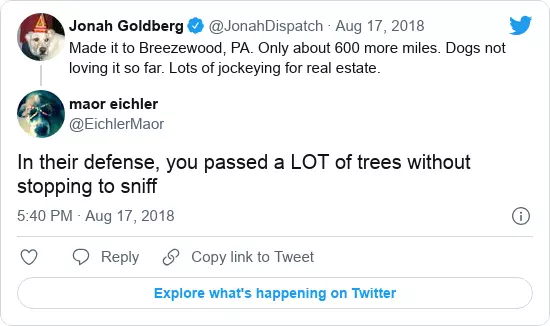 Jonah Goldberg @JonahDispatch · Aug 17, 2018
Made it to Breezewood, PA. Only about 600 more miles. Dogs not
loving it so far. Lots of jockeying for real estate.
maor eichler
@EichlerMaor
In their defense, you passed a LOT of trees without
stopping to sniff
5:40 PM · Aug 17, 2018
Reply Copy link to Tweet
Explore what's happening on Twitter